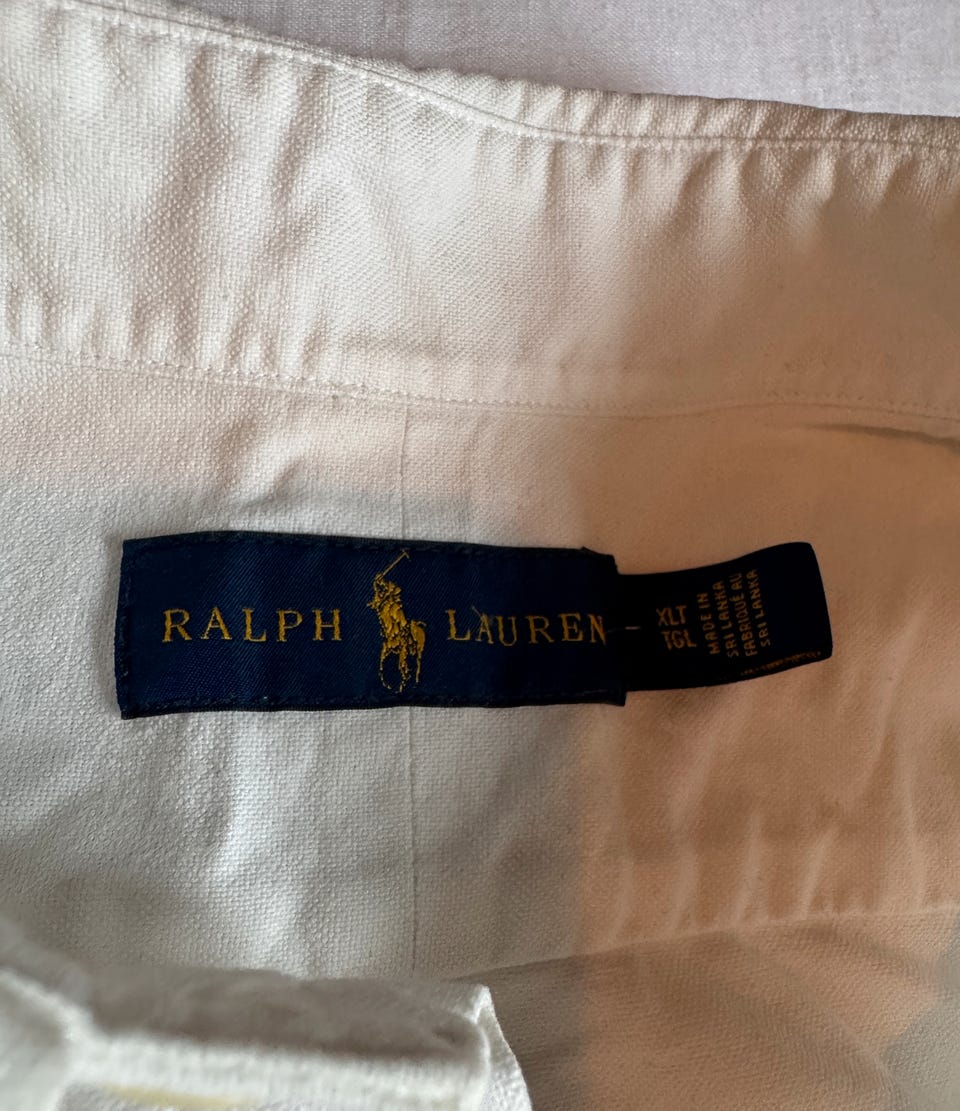 RALPH LAUREN
XLT
TGL
MADE IN
SRI LANKA
FABRIQUÉ AU
SRI LANKA